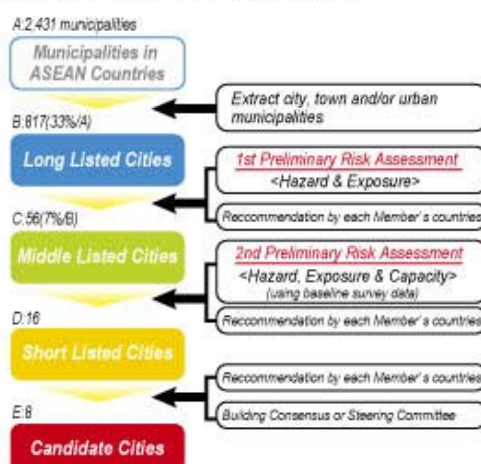 A:2,431 municipalities
Municipalities in
ASEAN Countries
Extract city, town and/or urban
municipalities
B:817(33%/A)
Long Listed Cities
1st Preliminary Risk Assessment
<Hazard & Exposure>
Reccommendation by each Member's countries
C:56(7%/B)
Middle Listed Cities
2nd Preliminary Risk Assessment
<Hazard, Exposure & Capacity>
(using baseline survey data)
Reccommendation by each Member's countries
D:16
Short Listed Cities
Reccommendation by each Member's countries
Building Consensus or Steering Committee
E:8
Candidate Cities